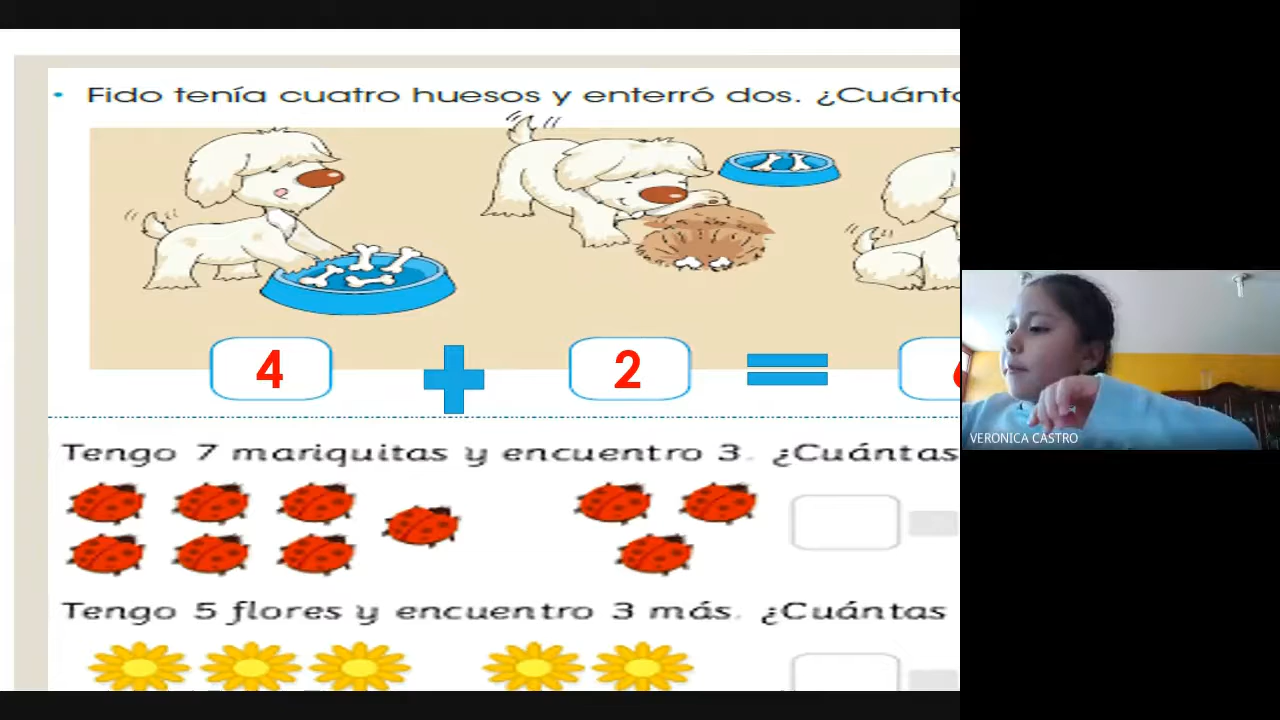 Fido tenía cuatro huesos y enterró dos.
4 + 2 =
Tengo 7 mariquitas y encuentro 3. ¿Cuántas
Tengo 5 flores y encuentro 3 más. ¿Cuántas
VERONICA CASTRO